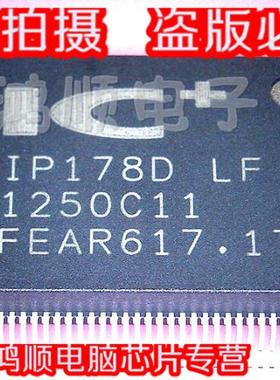 拍摄 盗版必
鸿顺电子
IC+
IP178D LF
1250C11
FEAR617.1
鸿顺电脑芯片专营